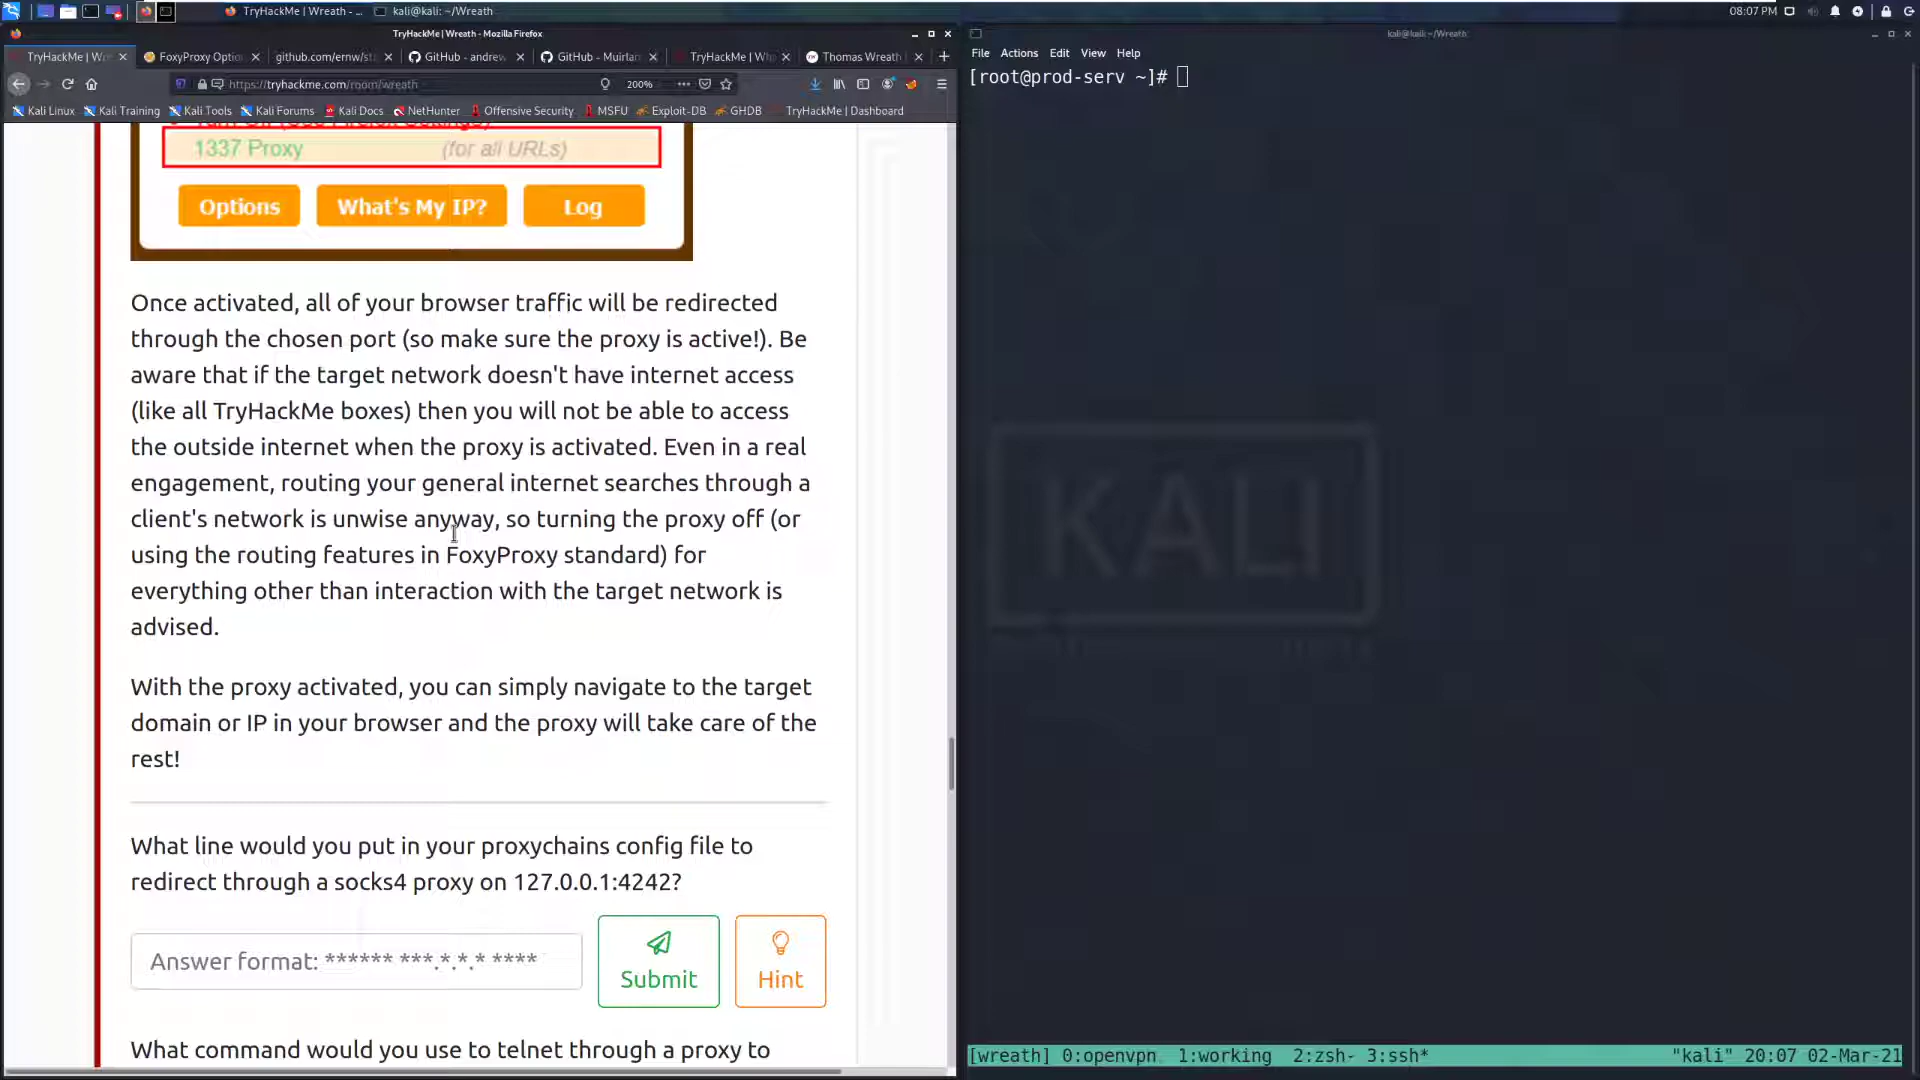 TryHackMe | Wreath - ...
kali@kali: ~/Wreath
08:07 PM
TryHackMe | Wreath - Mozilla Firefox
TryHackMe | Wr
FoxyProxy Optio
github.com/ernw/sta
GitHub - andrew
GitHub - Muirlan
TryHackMe | Wh
Thomas Wreath
https://tryhackme.com/room/wreath
200%
Kali Linux
Kali Training
Kali Tools
Kali Forums
Kali Docs
NetHunter
Offensive Security
MSFU
Exploit-DB
GHDB
TryHackMe | Dashboard
1337 Proxy (for all URLs)
Options
What's My IP?
Log
Once activated, all of your browser traffic will be redirected
through the chosen port (so make sure the proxy is active!). Be
aware that if the target network doesn't have internet access
(like all TryHackMe boxes) then you will not be able to access
the outside internet when the proxy is activated. Even in a real
engagement, routing your general internet searches through a
client's network is unwise anyway, so turning the proxy off (or
using the routing features in FoxyProxy standard) for
everything other than interaction with the target network is
advised.
With the proxy activated, you can simply navigate to the target
domain or IP in your browser and the proxy will take care of the
rest!
What line would you put in your proxychains config file to
redirect through a socks4 proxy on 127.0.0.1:4242?
Answer format: ****** ***.*.*.* ****
Submit
Hint
What command would you use to telnet through a proxy to
kali@kali:~/Wreath
File Actions Edit View Help
[root@prod-serv ~]#
KALI
[wreath] 0:openvpn 1:working 2:zsh- 3:ssh*
"kali" 20:07 02-Mar-21